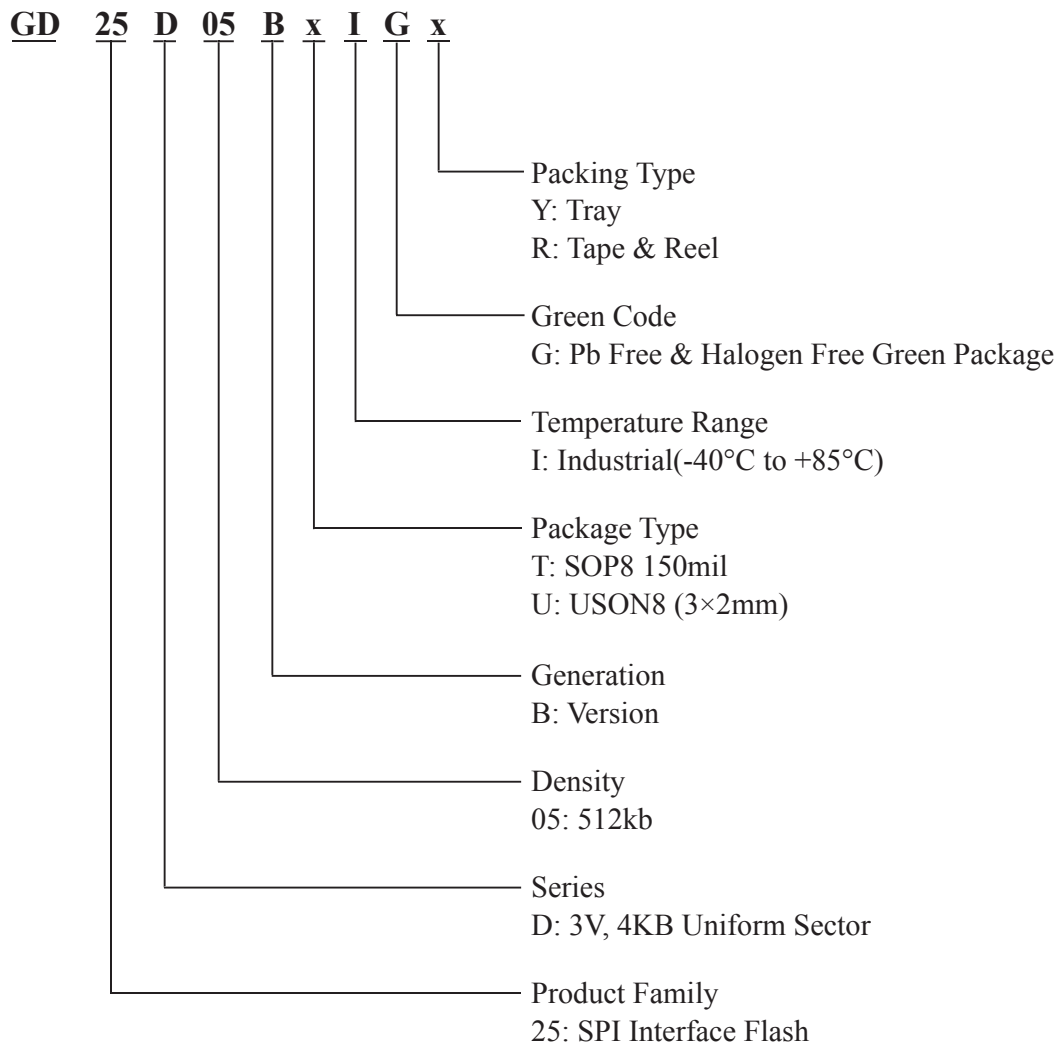 GD 25 D 05 B x I G x
Packing Type
Y: Tray
R: Tape & Reel
Green Code
G: Pb Free & Halogen Free Green Package
Temperature Range
I: Industrial(-40°C to +85°C)
Package Type
T: SOP8 150mil
U: USON8 (3×2mm)
Generation
B: Version
Density
05: 512kb
Series
D: 3V, 4KB Uniform Sector
Product Family
25: SPI Interface Flash